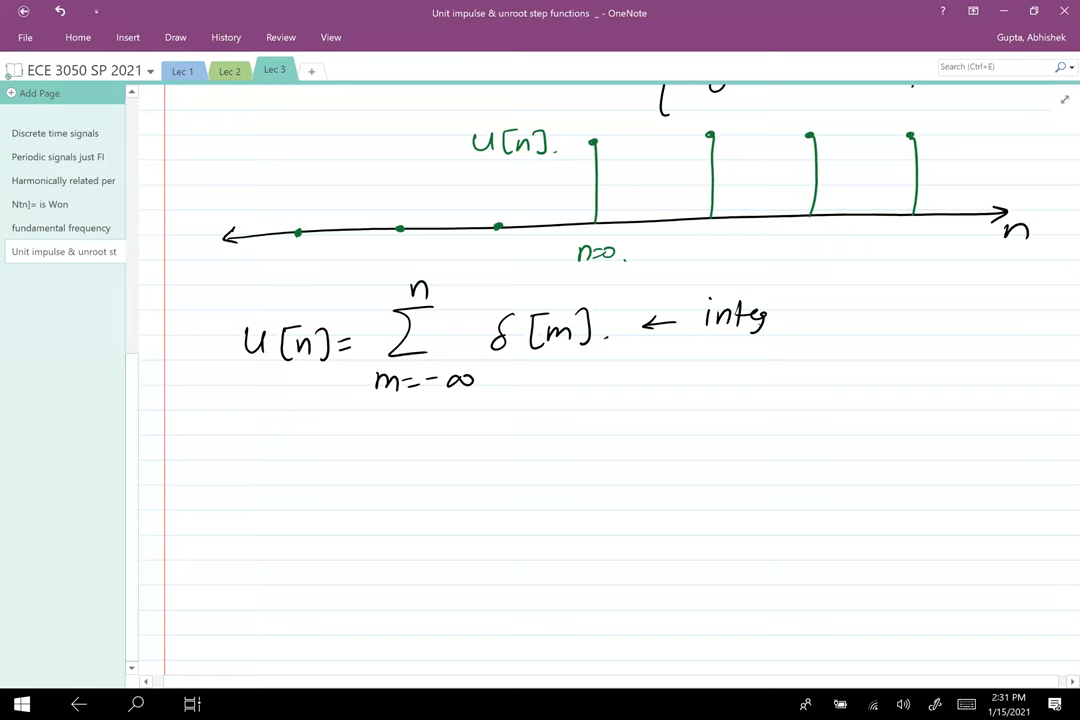 Unit impulse & unroot step functions _ - OneNote
File Home Insert Draw History Review View
Gupta, Abhishek
ECE 3050 SP 2021
Lec 1
Lec 2
Lec 3
Search (Ctrl+E)
Add Page
Discrete time signals
Periodic signals just FI
Harmonically related per
Ntn]= is Won
fundamental frequency
Unit impulse & unroot st
u[n].
n
n=0.
u[n] = ∑ₘ₌₋∞ⁿ δ[m]. ← integ
2:31 PM
1/15/2021